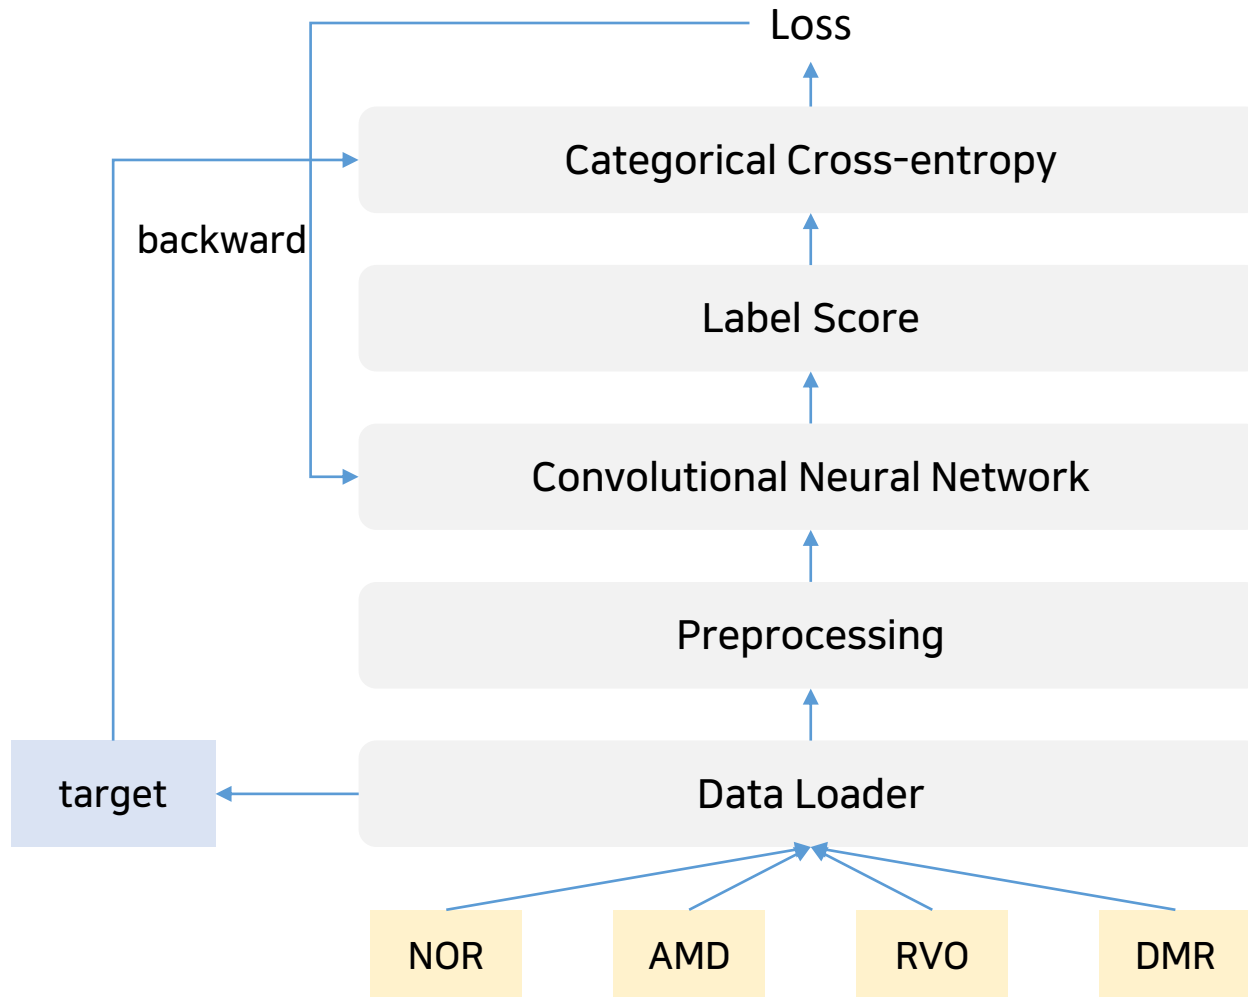 Loss
Categorical Cross-entropy
backward
Label Score
Convolutional Neural Network
Preprocessing
target
Data Loader
NOR
AMD
RVO
DMR